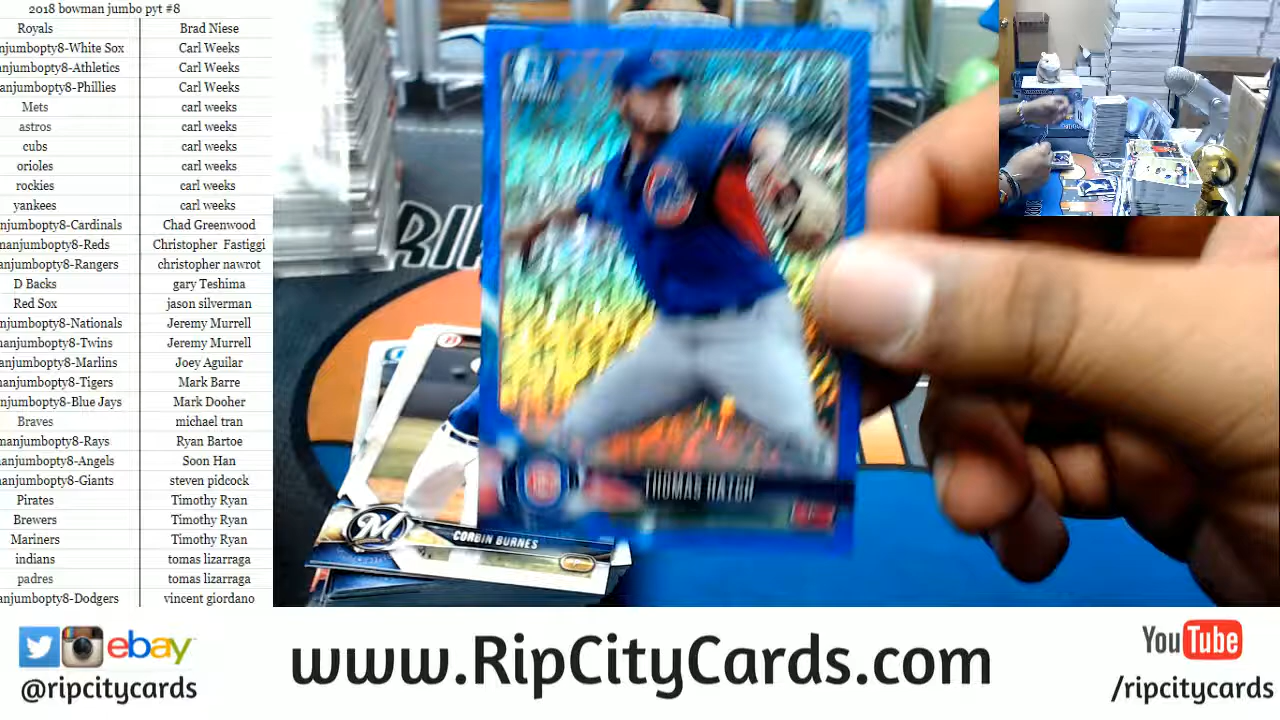 2018 bowman jumbo pyt #8
Royals Brad Niese
anjumbopty8-White Sox Carl Weeks
anjumbopty8-Athletics Carl Weeks
anjumbopty8-Phillies Carl Weeks
Mets carl weeks
astros carl weeks
cubs carl weeks
orioles carl weeks
rockies carl weeks
yankees carl weeks
njumbopty8-Cardinals Chad Greenwood
manjumbopty8-Reds Christopher Fastiggi
anjumbopty8-Rangers christopher nawrot
D Backs gary Teshima
Red Sox jason silverman
njumbopty8-Nationals Jeremy Murrell
manjumbopty8-Twins Jeremy Murrell
anjumbopty8-Marlins Joey Aguilar
manjumbopty8-Tigers Mark Barre
njumbopty8-Blue Jays Mark Dooher
Braves michael tran
manjumbopty8-Rays Ryan Bartoe
anjumbopty8-Angels Soon Han
anjumbopty8-Giants steven pidcock
Pirates Timothy Ryan
Brewers Timothy Ryan
Mariners Timothy Ryan
indians tomas lizarraga
padres tomas lizarraga
anjumbopty8-Dodgers vincent giordano
RI
THOMAS HATCH
M
CORBIN BURNES
ebay
@ripcitycards
www.RipCityCards.com
YouTube
/ripcitycards